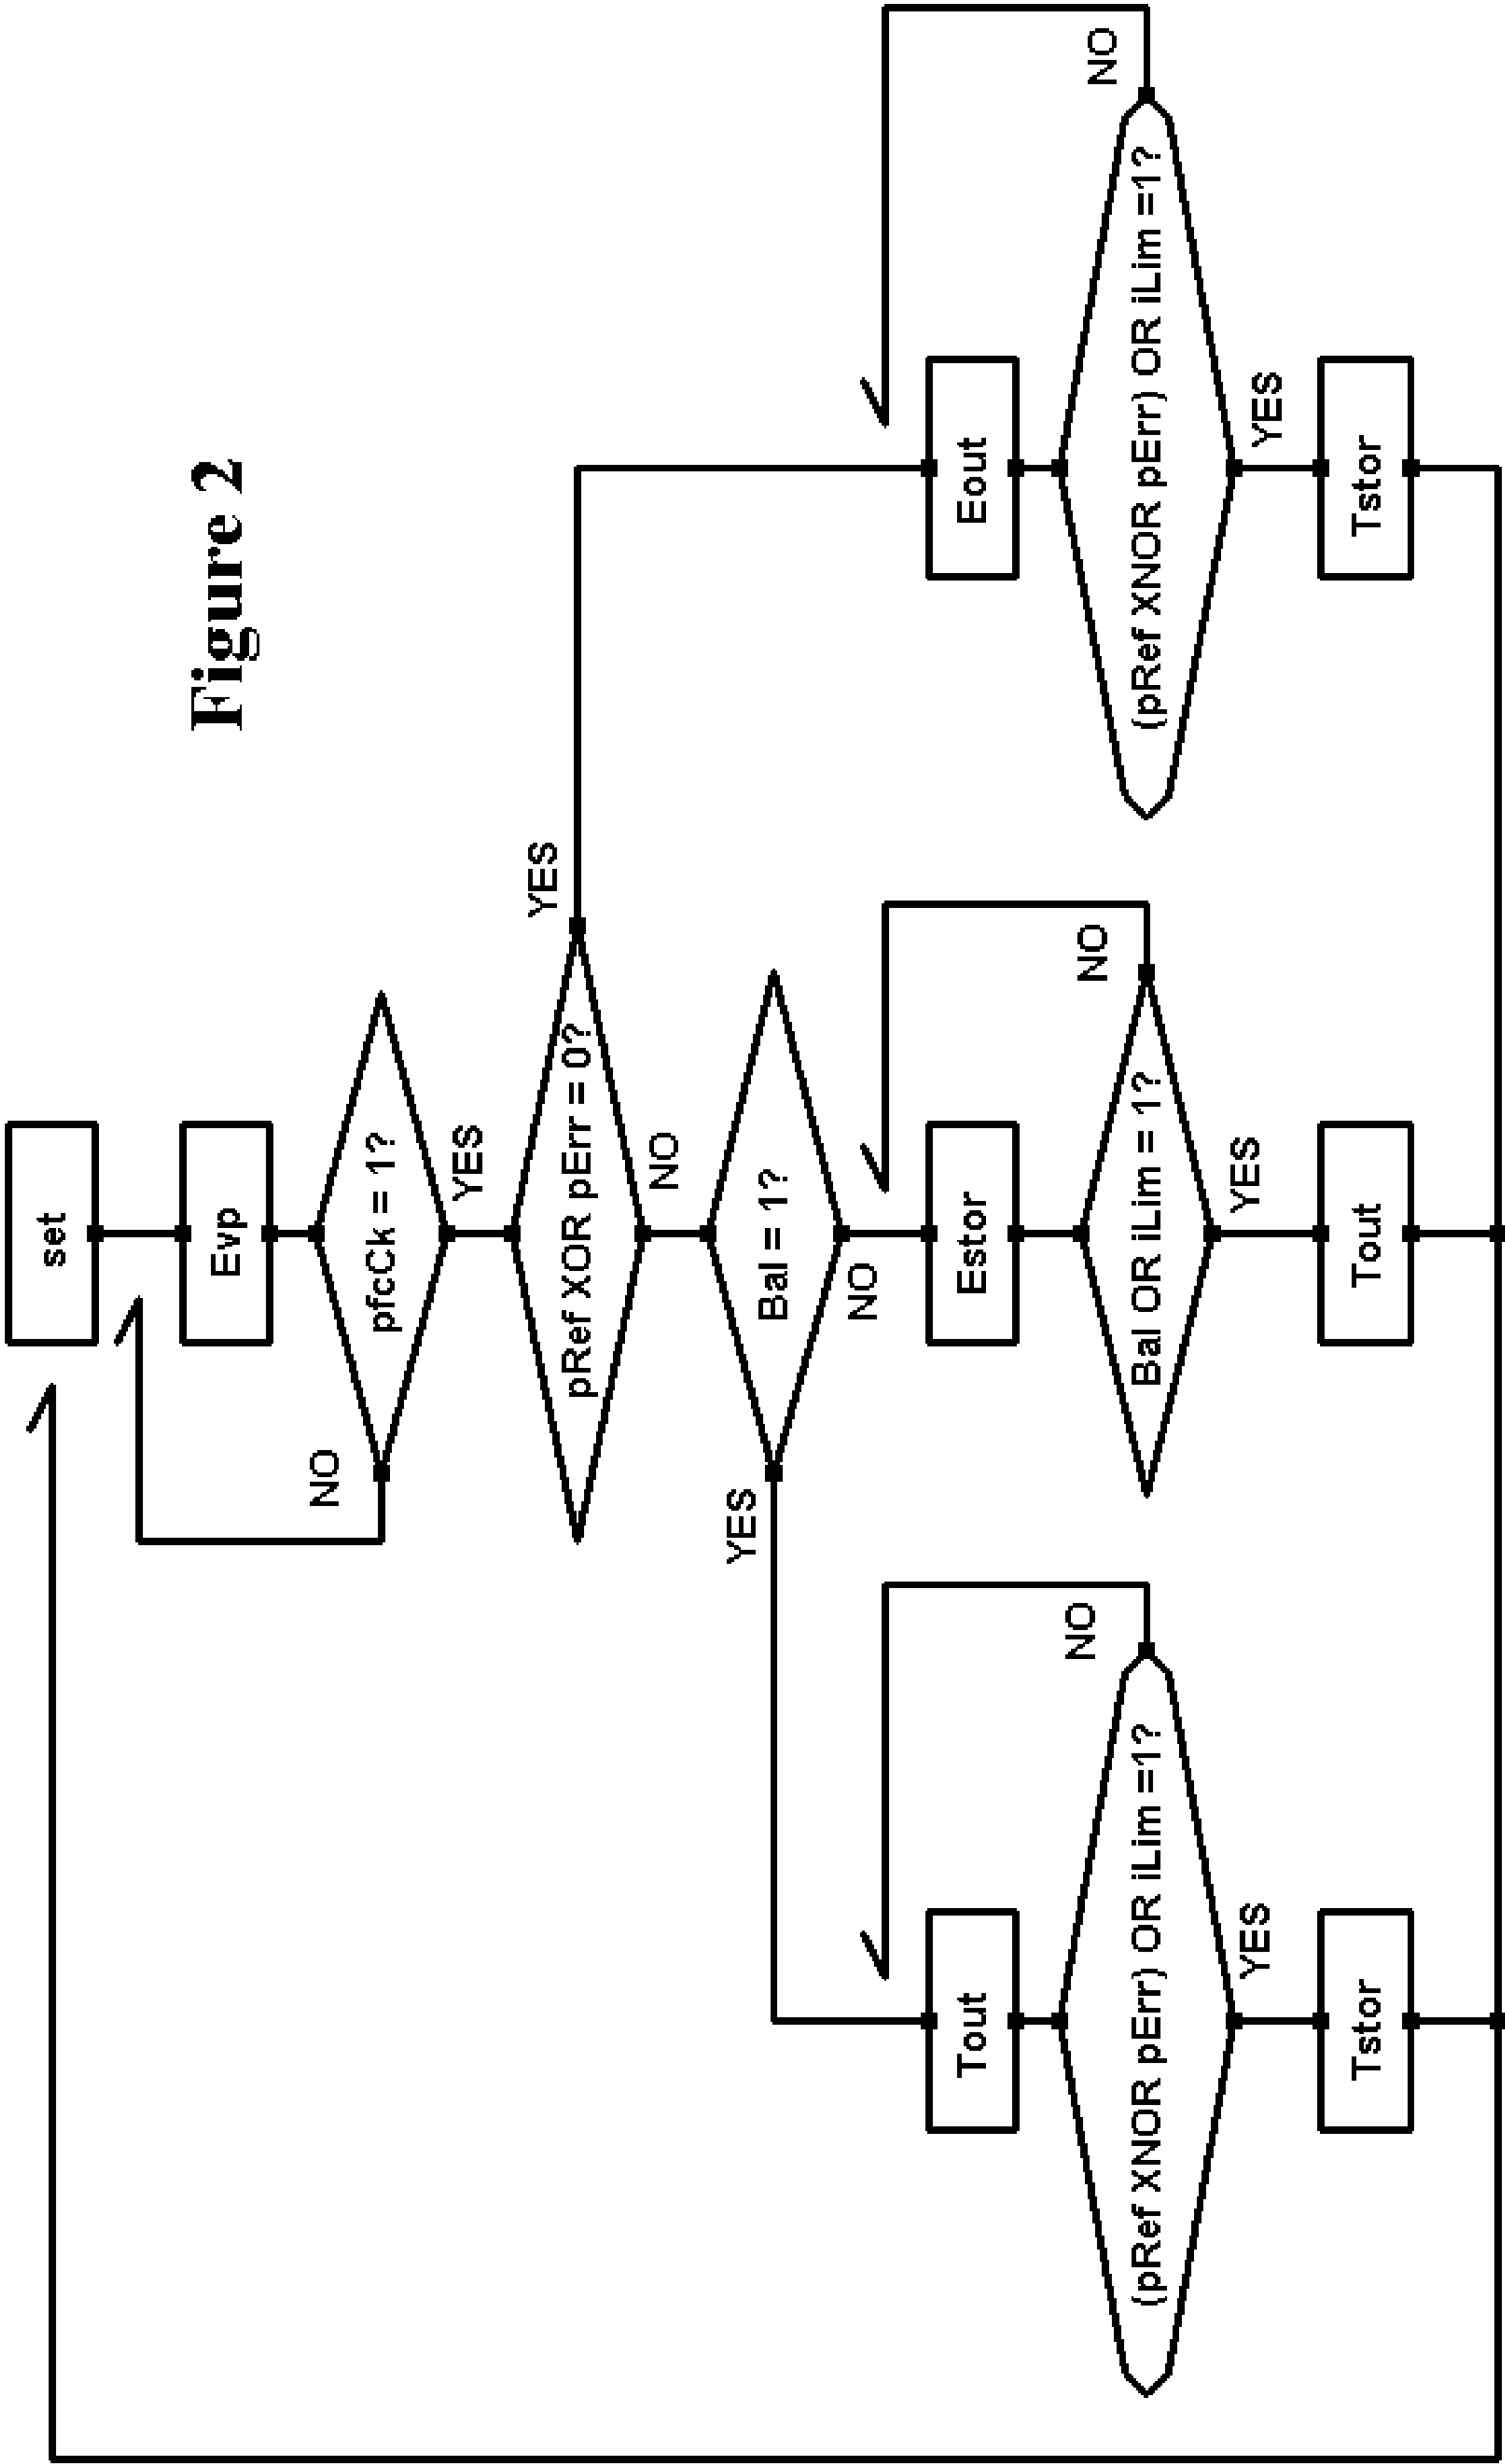 Figure 2
set
Evp
pfcCk = 1?
NO
YES
pRef XOR pErr = 0?
YES
NO
Bal = 1?
YES
NO
Tout
(pRef XNOR pErr) OR iLim =1?
NO
YES
Tstor
Estor
Bal OR iLim = 1?
NO
YES
Tout
Eout
(pRef XNOR pErr) OR iLim =1?
NO
YES
Tstor